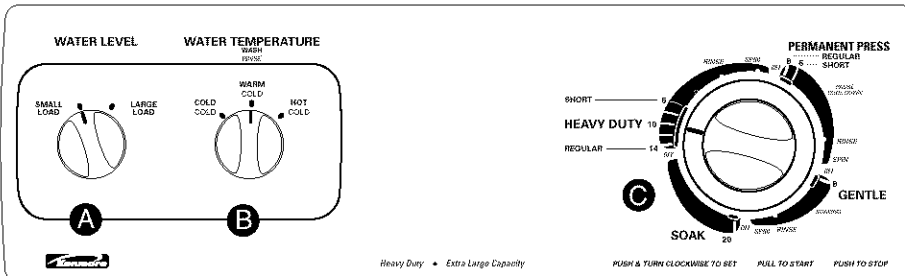 WATER LEVEL
SMALL LOAD
LARGE LOAD
A
WATER TEMPERATURE
WASH
RINSE
COLD
COLD
WARM
COLD
HOT
COLD
B
Kenmore
Heavy Duty • Extra Large Capacity
PERMANENT PRESS
8 6
REGULAR
SHORT
RINSE
SPIN
OFF
SHORT 6
HEAVY DUTY 10
REGULAR 14
OFF
RINSE
SPIN
OFF
8
GENTLE
C
SOAK 20
OFF
SPIN
RINSE
PUSH & TURN CLOCKWISE TO SET
PULL TO START
PUSH TO STOP